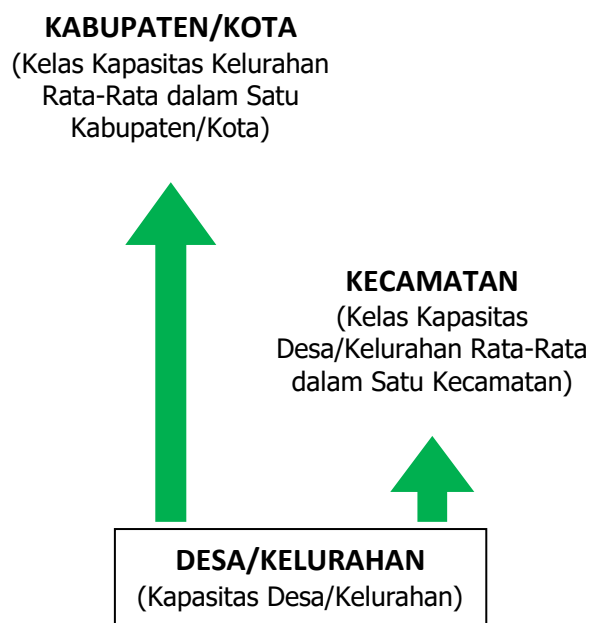 KABUPATEN/KOTA
(Kelas Kapasitas Kelurahan
Rata-Rata dalam Satu
Kabupaten/Kota)
KECAMATAN
(Kelas Kapasitas
Desa/Kelurahan Rata-Rata
dalam Satu Kecamatan)
DESA/KELURAHAN
(Kapasitas Desa/Kelurahan)